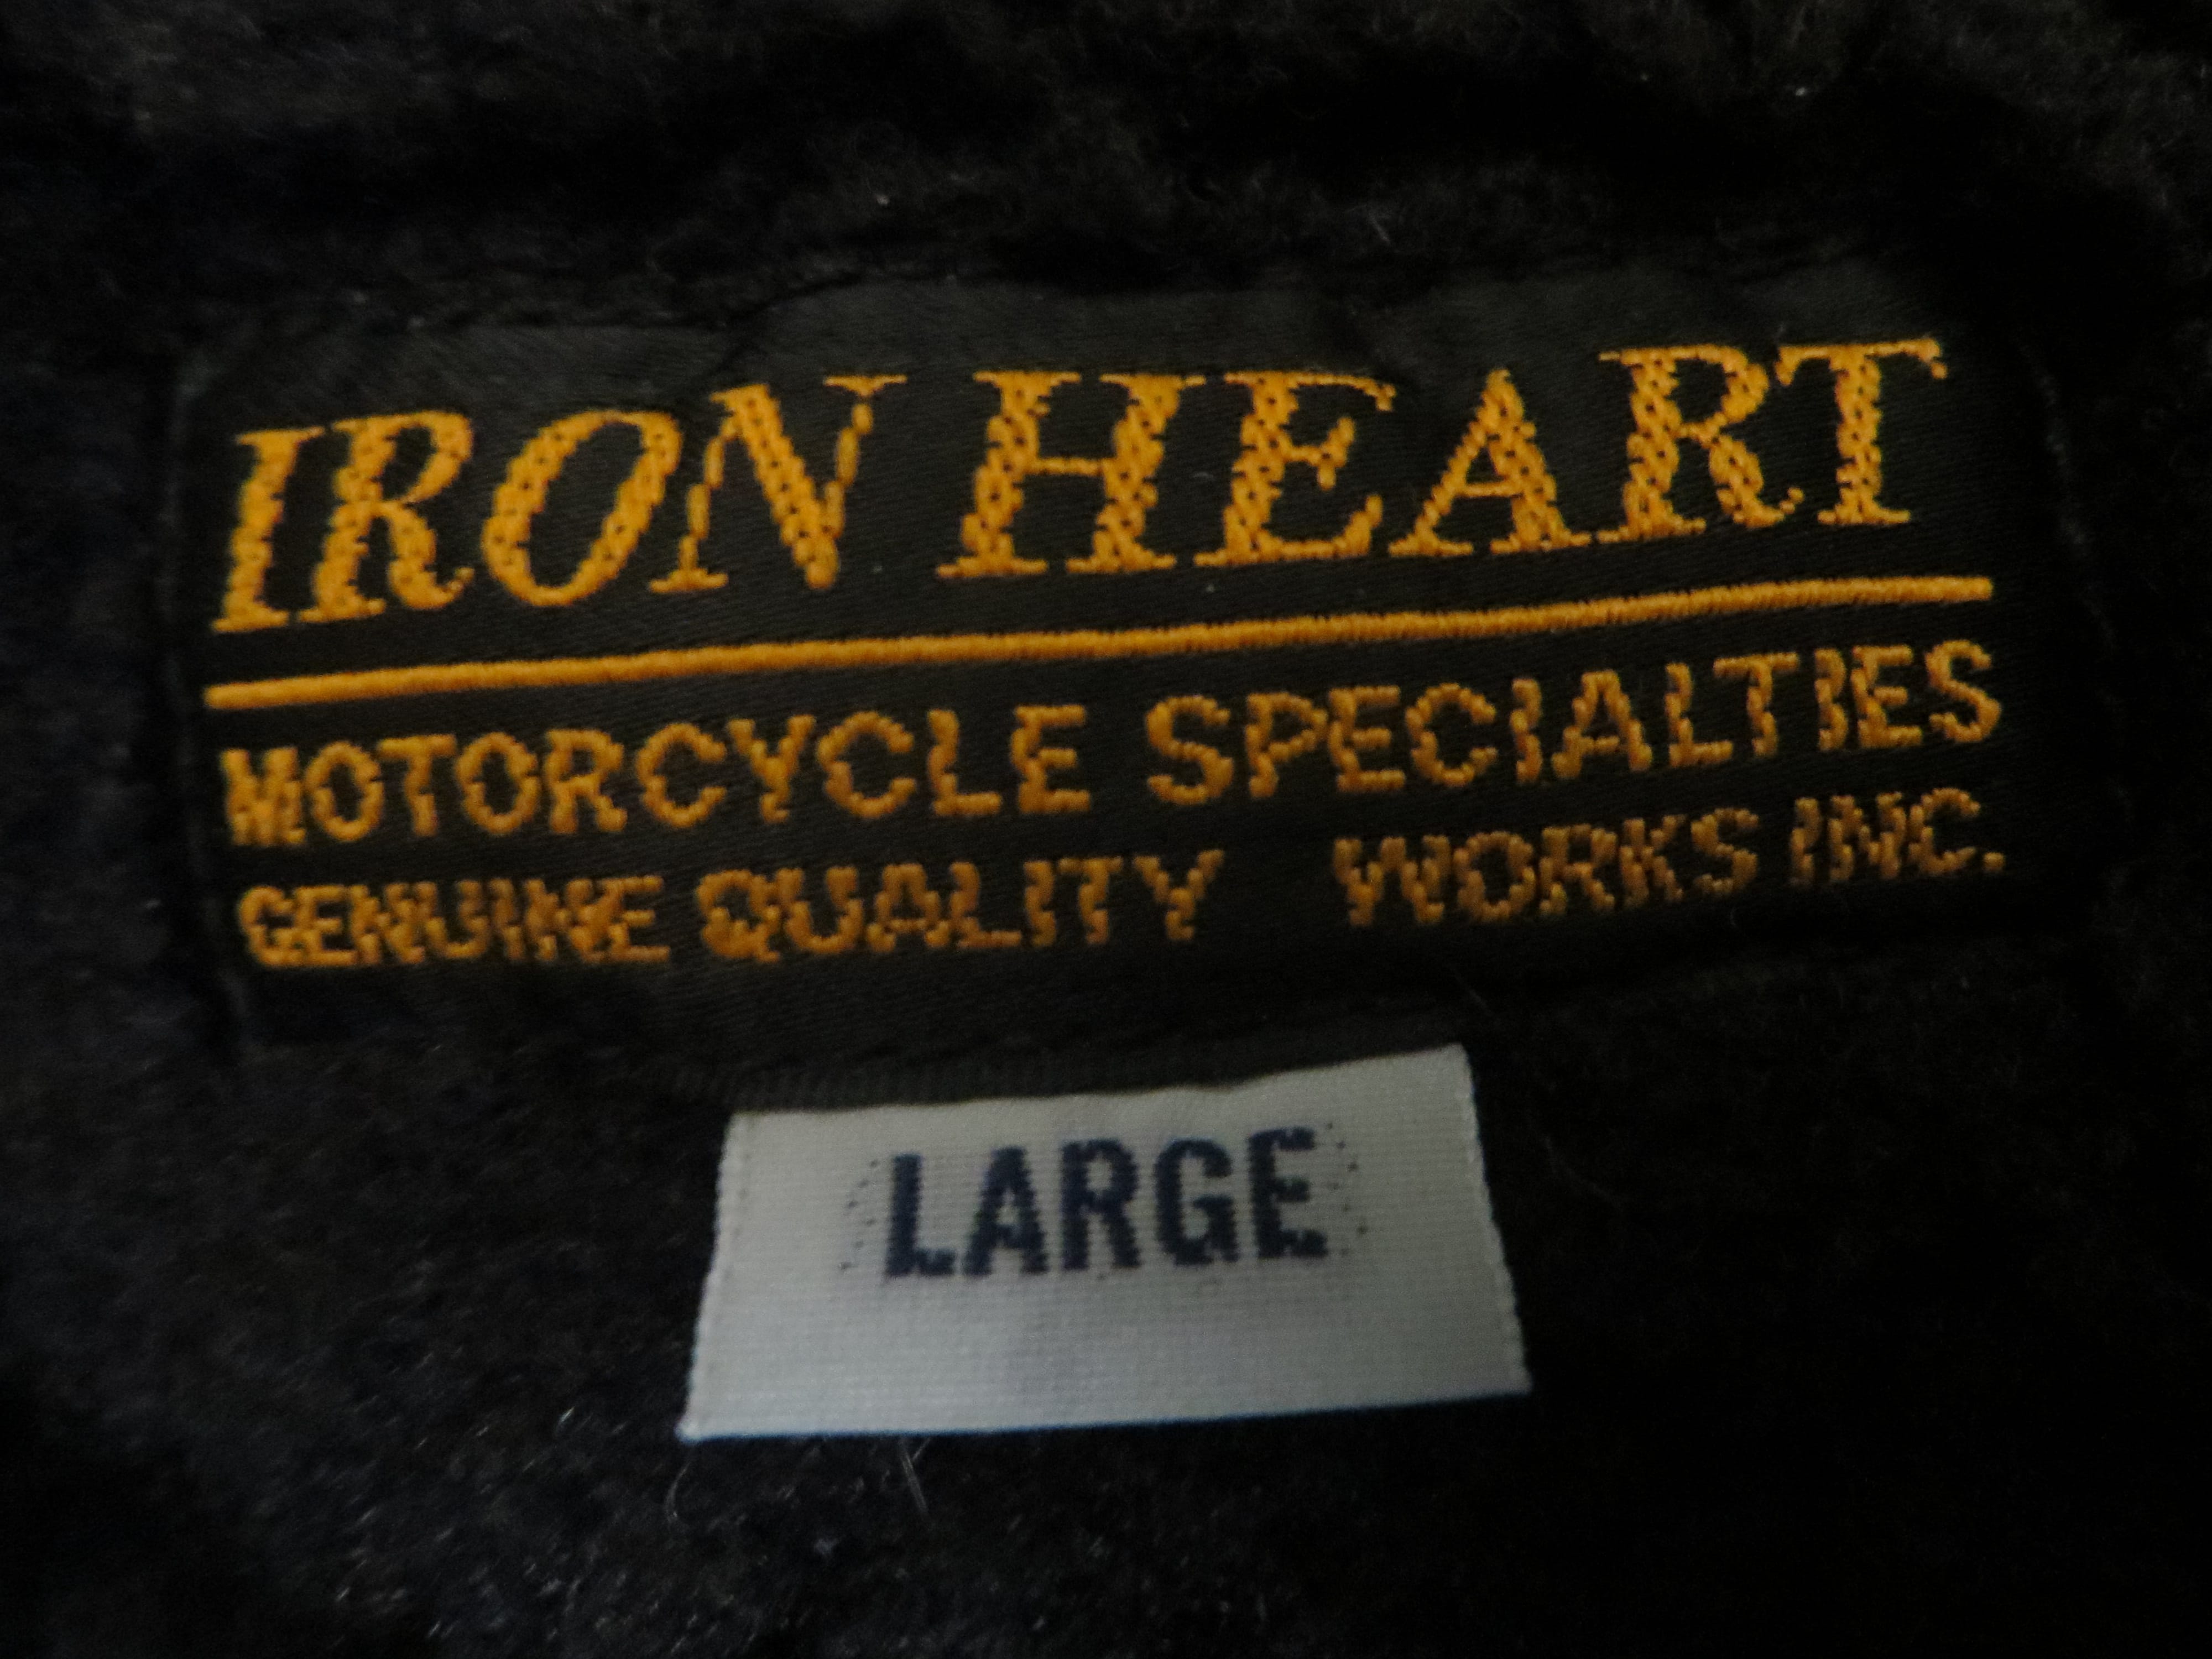 IRON HEART
MOTORCYCLE SPECIALTIES
GENUINE QUALITY WORKS INC.
LARGE